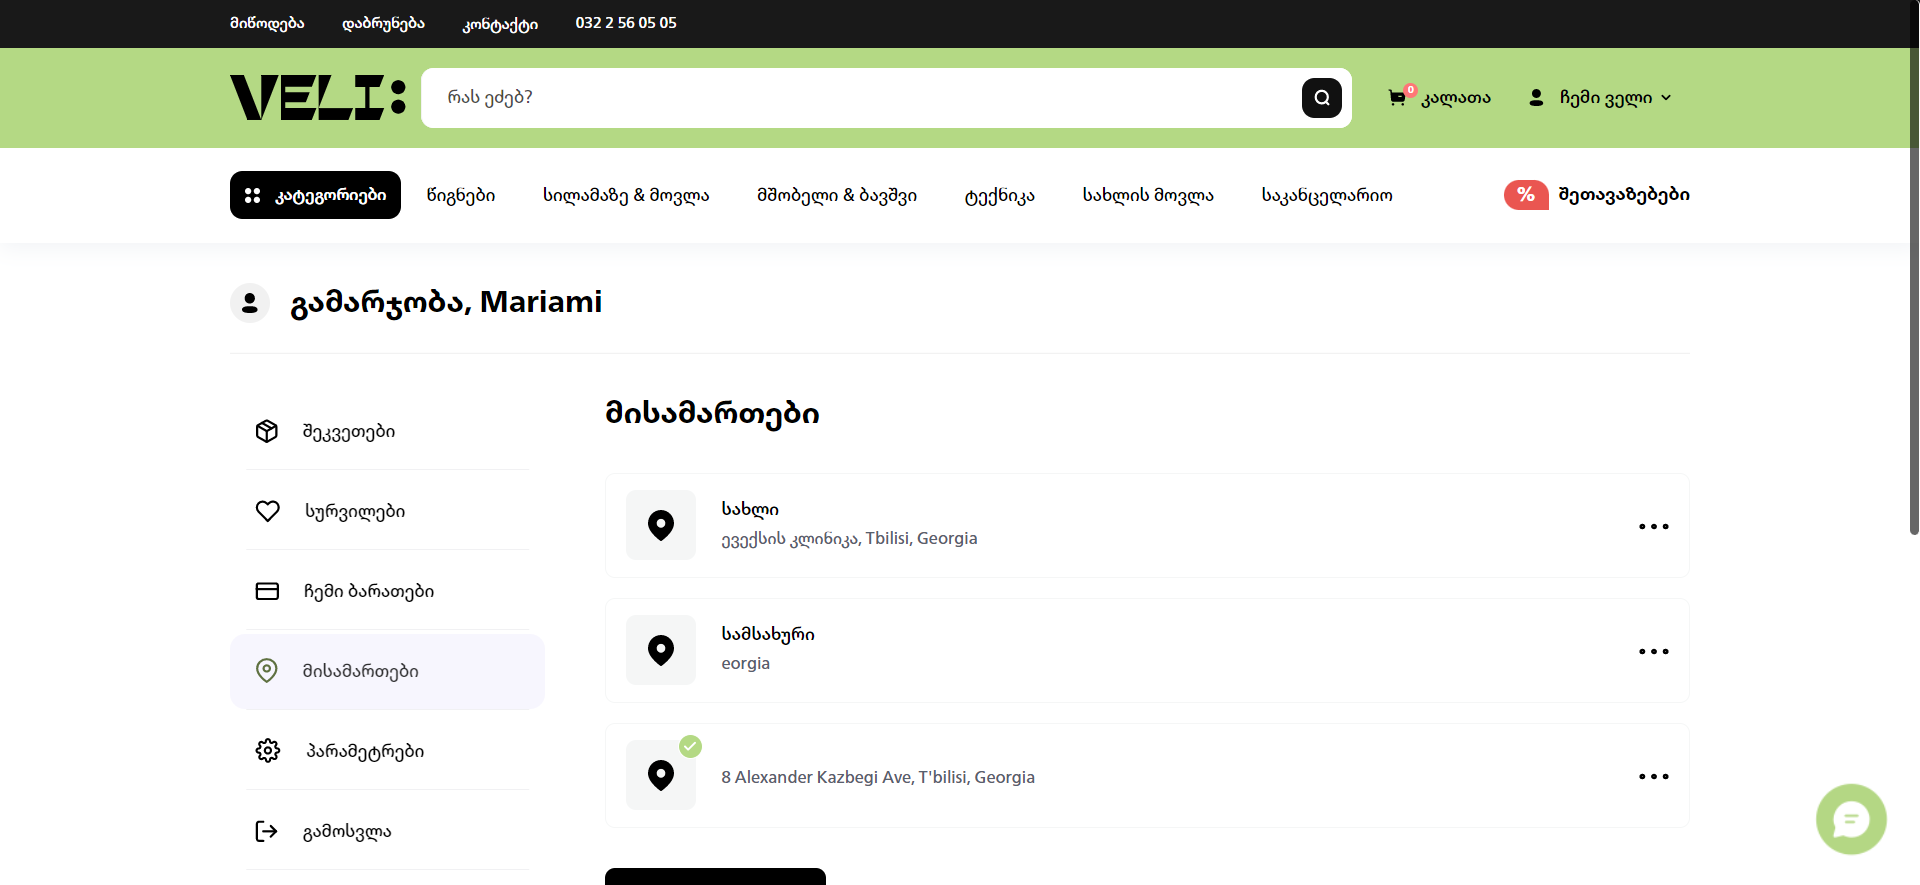 მიწოდება დაბრუნება კონტაქტი 032 2 56 05 05
VELI:
რას ეძებ?
0
კალათა
ჩემი ველი
კატეგორიები წიგნები სილამაზე & მოვლა მშობელი & ბავშვი ტექნიკა სახლის მოვლა საკანცელარიო % შეთავაზებები
გამარჯობა, Mariami
შეკვეთები
სურვილები
ჩემი ბარათები
მისამართები
პარამეტრები
გამოსვლა
მისამართები
სახლი
ევექსის კლინიკა, Tbilisi, Georgia
სამსახური
eorgia
8 Alexander Kazbegi Ave, T'bilisi, Georgia